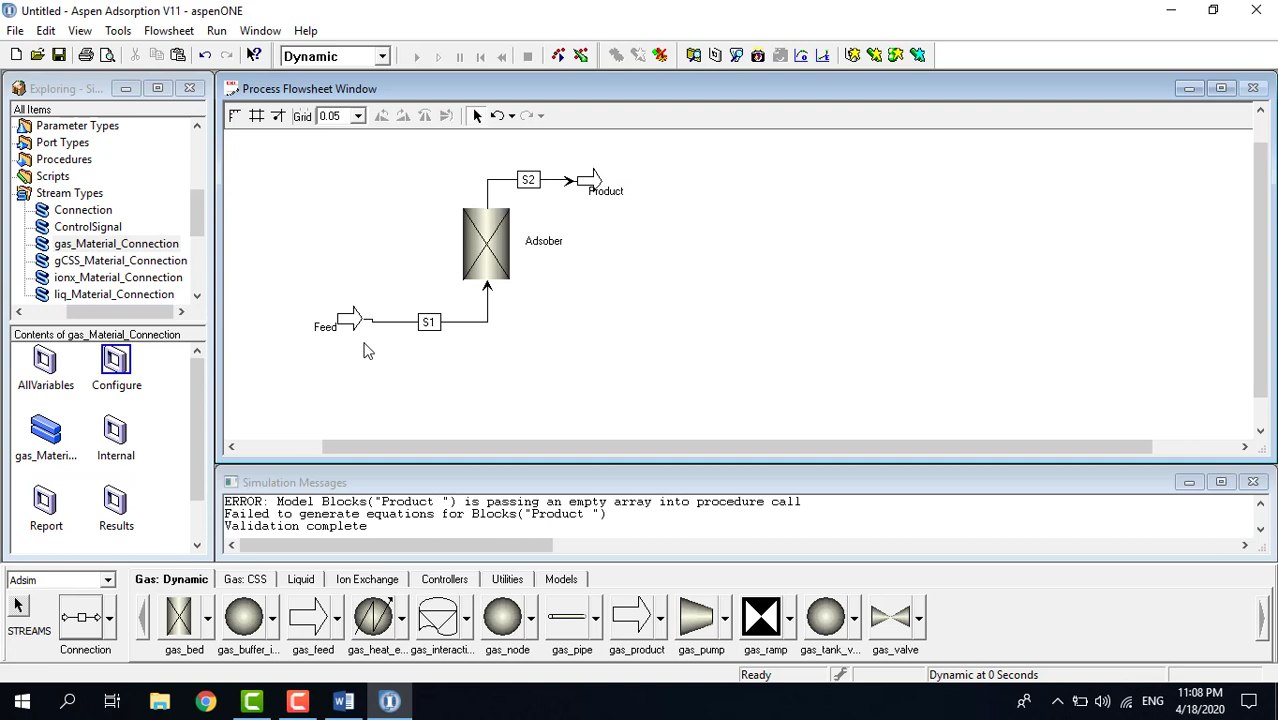 Untitled - Aspen Adsorption V11 - aspenONE
File Edit View Tools Flowsheet Run Window Help
Dynamic
Exploring - Si...
All Items
Parameter Types
Port Types
Procedures
Scripts
Stream Types
Connection
ControlSignal
gas_Material_Connection
gCSS_Material_Connection
ionx_Material_Connection
liq_Material_Connection
Contents of gas_Material_Connection
AllVariables Configure
gas_Materi... Internal
Report Results
Process Flowsheet Window
Grid 0.05
S2
Product
Adsober
Feed
S1
Simulation Messages
ERROR: Model Blocks("Product ") is passing an empty array into procedure call
Failed to generate equations for Blocks("Product ")
Validation complete
Adsim
Gas: Dynamic Gas: CSS Liquid Ion Exchange Controllers Utilities Models
STREAMS
Connection gas_bed gas_buffer_i... gas_feed gas_heat_e... gas_interacti... gas_node gas_pipe gas_product gas_pump gas_ramp gas_tank_v... gas_valve
Ready Dynamic at 0 Seconds
ENG
11:08 PM
4/18/2020